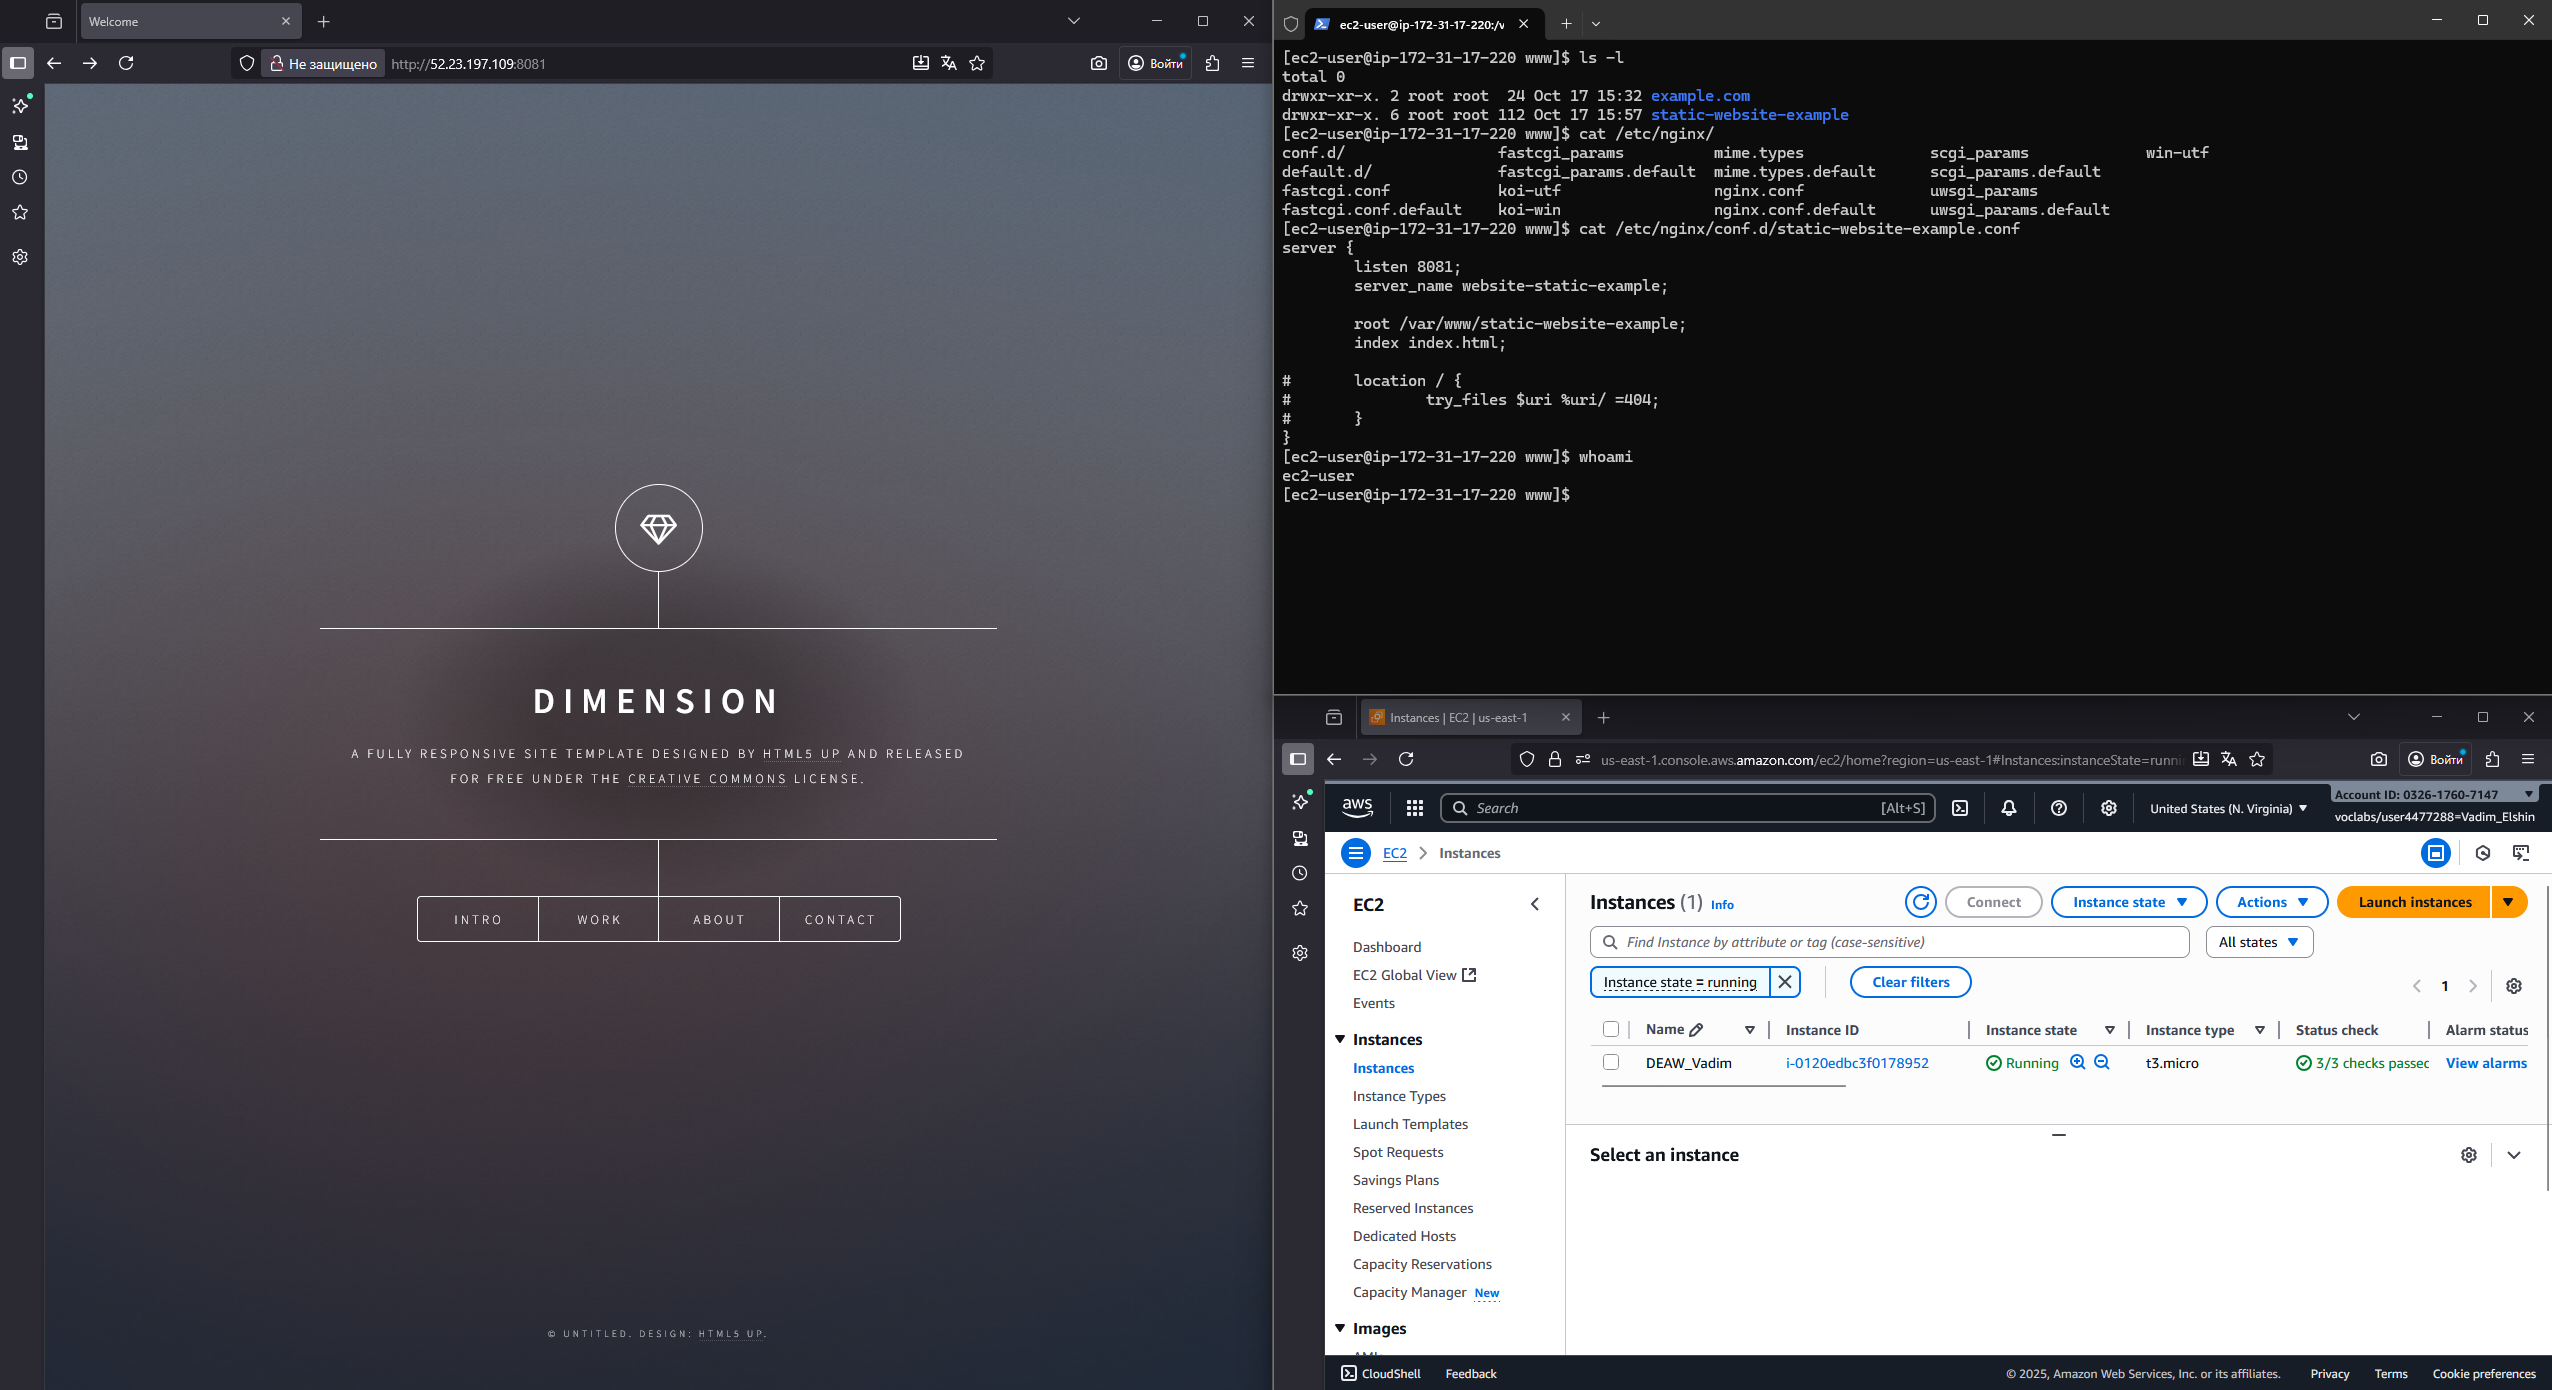 Welcome
Не защищено
http://52.23.197.109:8081
Войти
DIMENSION
A FULLY RESPONSIVE SITE TEMPLATE DESIGNED BY HTML5 UP AND RELEASED
FOR FREE UNDER THE CREATIVE COMMONS LICENSE.
INTRO
WORK
ABOUT
CONTACT
© UNTITLED. DESIGN: HTML5 UP.
ec2-user@ip-172-31-17-220:/v
[ec2-user@ip-172-31-17-220 www]$ ls -l
total 0
drwxr-xr-x. 2 root root  24 Oct 17 15:32 example.com
drwxr-xr-x. 6 root root 112 Oct 17 15:57 static-website-example
[ec2-user@ip-172-31-17-220 www]$ cat /etc/nginx/
conf.d/ fastcgi_params mime.types scgi_params win-utf
default.d/ fastcgi_params.default mime.types.default scgi_params.default
fastcgi.conf koi-utf nginx.conf uwsgi_params
fastcgi.conf.default koi-win nginx.conf.default uwsgi_params.default
[ec2-user@ip-172-31-17-220 www]$ cat /etc/nginx/conf.d/static-website-example.conf
server {
listen 8081;
server_name website-static-example;
root /var/www/static-website-example;
index index.html;
# location / {
# try_files $uri %uri/ =404;
# }
}
[ec2-user@ip-172-31-17-220 www]$ whoami
ec2-user
[ec2-user@ip-172-31-17-220 www]$
Instances | EC2 | us-east-1
us-east-1.console.aws.amazon.com/ec2/home?region=us-east-1#Instances:instanceState=runni
Войти
aws
Search
[Alt+S]
United States (N. Virginia)
Account ID: 0326-1760-7147
voclabs/user4477288=Vadim_Elshin
EC2
Instances
EC2
Dashboard
EC2 Global View
Events
Instances
Instances
Instance Types
Launch Templates
Spot Requests
Savings Plans
Reserved Instances
Dedicated Hosts
Capacity Reservations
Capacity Manager New
Images
Instances (1) Info
Connect
Instance state
Actions
Launch instances
Find Instance by attribute or tag (case-sensitive)
All states
Instance state = running
Clear filters
1
Name
Instance ID
Instance state
Instance type
Status check
Alarm status
DEAW_Vadim
i-0120edbc3f0178952
Running
t3.micro
3/3 checks passed
View alarms
Select an instance
CloudShell
Feedback
© 2025, Amazon Web Services, Inc. or its affiliates.
Privacy
Terms
Cookie preferences